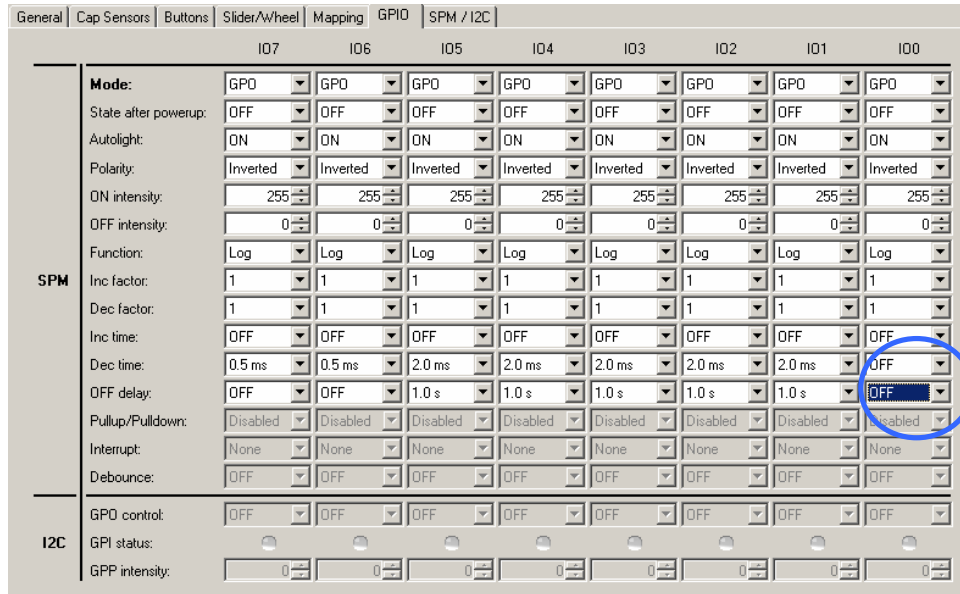 General Cap Sensors Buttons Slider/Wheel Mapping GPIO SPM / I2C
IO7 IO6 IO5 IO4 IO3 IO2 IO1 IO0
Mode: GPO GPO GPO GPO GPO GPO GPO GPO
State after powerup: OFF OFF OFF OFF OFF OFF OFF OFF
Autolight: ON ON ON ON ON ON ON ON
Polarity: Inverted Inverted Inverted Inverted Inverted Inverted Inverted Inverted
ON intensity: 255 255 255 255 255 255 255 255
OFF intensity: 0 0 0 0 0 0 0 0
Function: Log Log Log Log Log Log Log Log
SPM Inc factor: 1 1 1 1 1 1 1 1
Dec factor: 1 1 1 1 1 1 1 1
Inc time: OFF OFF OFF OFF OFF OFF OFF OFF
Dec time: 0.5 ms 0.5 ms 2.0 ms 2.0 ms 2.0 ms 2.0 ms 2.0 ms OFF
OFF delay: OFF OFF 1.0 s 1.0 s 1.0 s 1.0 s 1.0 s OFF
Pullup/Pulldown: Disabled Disabled Disabled Disabled Disabled Disabled Disabled Disabled
Interrupt: None None None None None None None None
Debounce: OFF OFF OFF OFF OFF OFF OFF OFF
GPO control: OFF OFF OFF OFF OFF OFF OFF OFF
I2C GPI status:
GPP intensity: 0 0 0 0 0 0 0 0